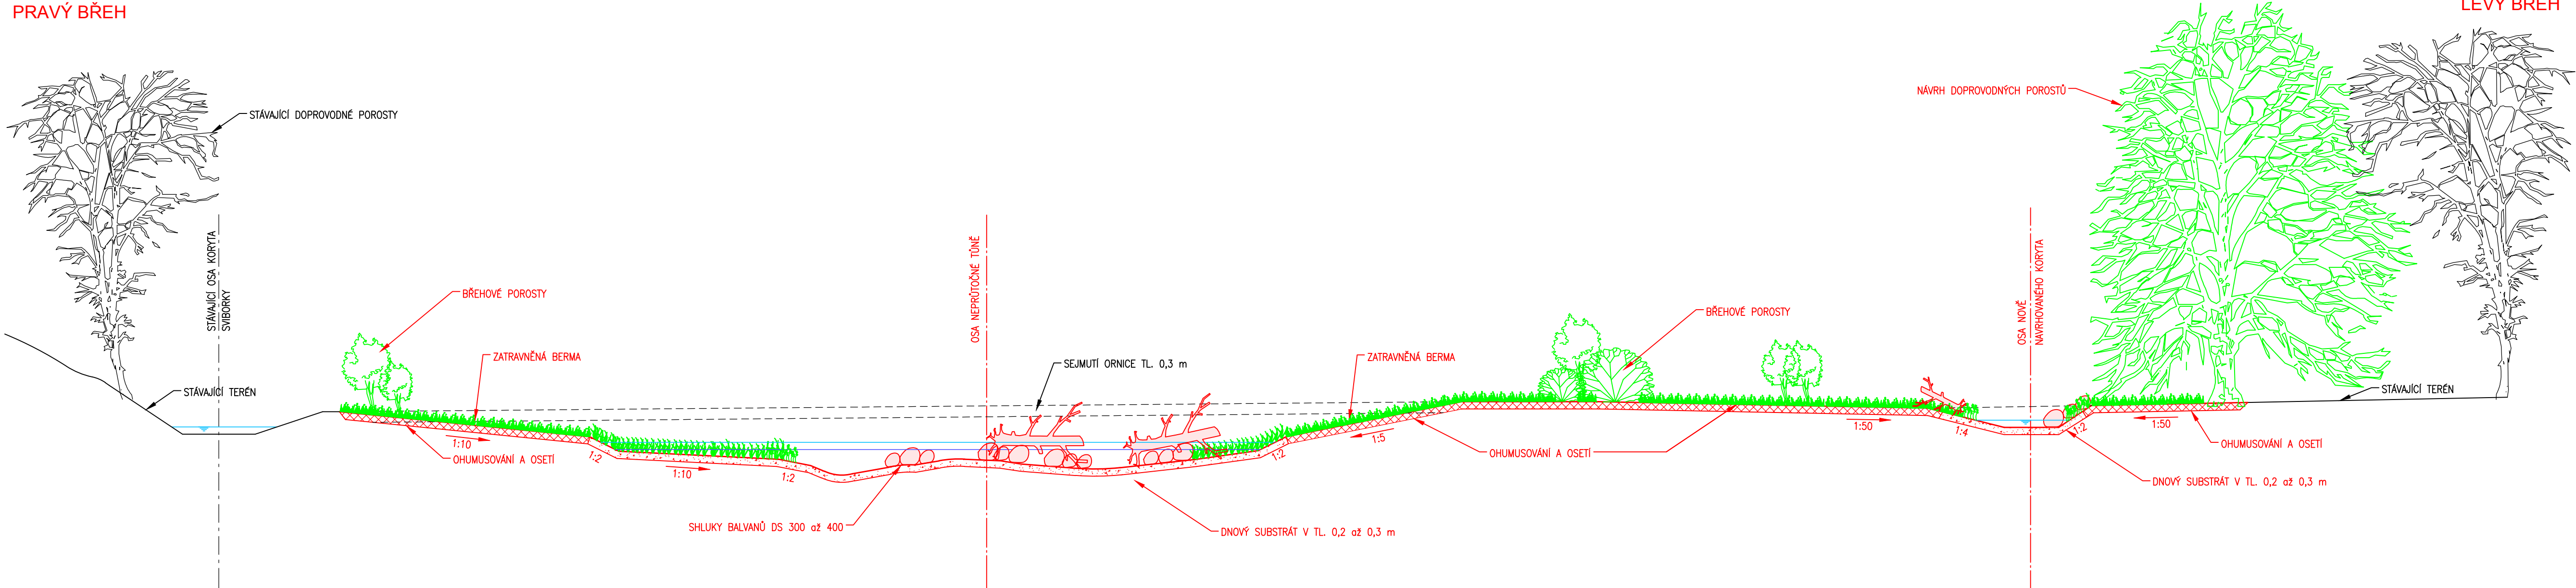 PRAVÝ BŘEH
LEVÝ BŘEH
NÁVRH DOPROVODNÝCH POROSTŮ
STÁVAJÍCÍ DOPROVODNÉ POROSTY
STÁVAJÍCÍ OSA KORYTA
SVIBORKY
OSA NEPRŮTOČNÉ TŮNĚ
OSA NOVĚ
NAVRHOVANÉHO KORYTA
BŘEHOVÉ POROSTY
BŘEHOVÉ POROSTY
ZATRAVNĚNÁ BERMA
SEJMUTÍ ORNICE TL. 0,3 m
ZATRAVNĚNÁ BERMA
STÁVAJÍCÍ TERÉN
STÁVAJÍCÍ TERÉN
1:10
1:5
1:50
1:4
1:2
1:50
OHUMUSOVÁNÍ A OSETÍ
1:2
1:2
OHUMUSOVÁNÍ A OSETÍ
OHUMUSOVÁNÍ A OSETÍ
1:10
1:2
DNOVÝ SUBSTRÁT V TL. 0,2 až 0,3 m
SHLUKY BALVANŮ DS 300 až 400
DNOVÝ SUBSTRÁT V TL. 0,2 až 0,3 m